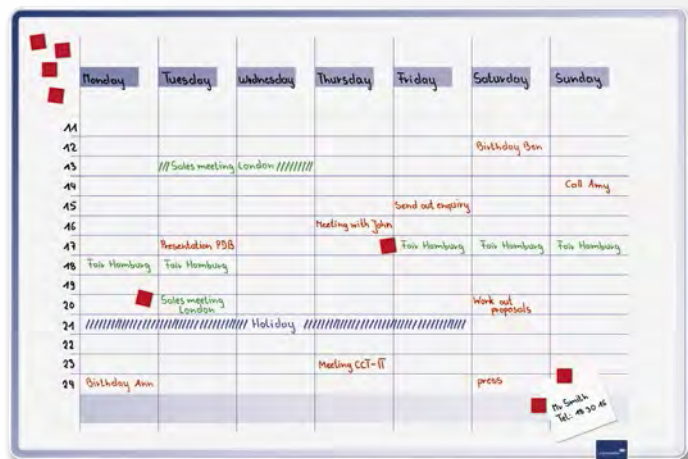 Monday Tuesday Wednesday Thursday Friday Saturday Sunday
11
12 Birthday Ben
13 Sales meeting London
14 Call Amy
15 Send out enquiry
16 Meeting with John
17 Presentation PDB Fair Hamburg Fair Hamburg Fair Hamburg
18 Fair Hamburg Fair Hamburg
19
20 Sales meeting Work out
London proposals
21 Holiday
22
23 Meeting CCT-II
24 Birthday Ann press
Mr Smith
Tel.: 18 30 16